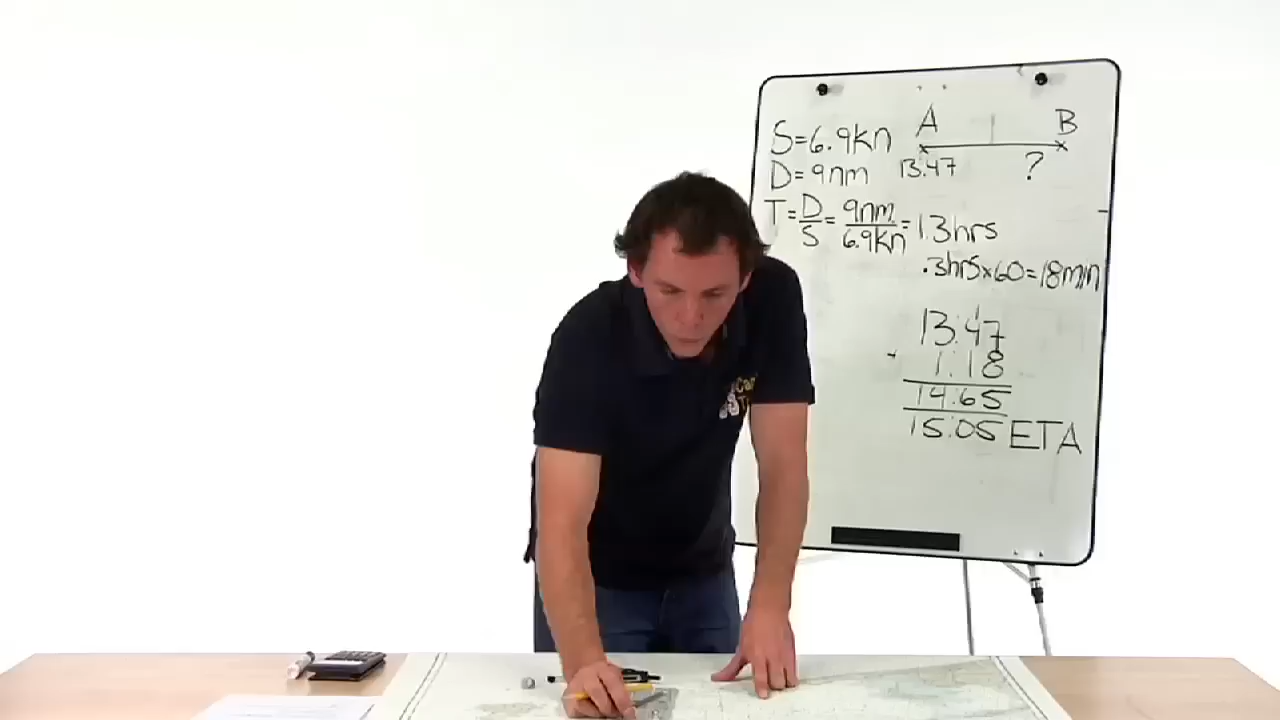 A B
S=6.9kn
13:47 ?
D=9nm
T=D/S=9nm/6.9kn=1.3hrs
.3hrs×60=18min
13:47
+ 1:18
14:65
15:05 ETA